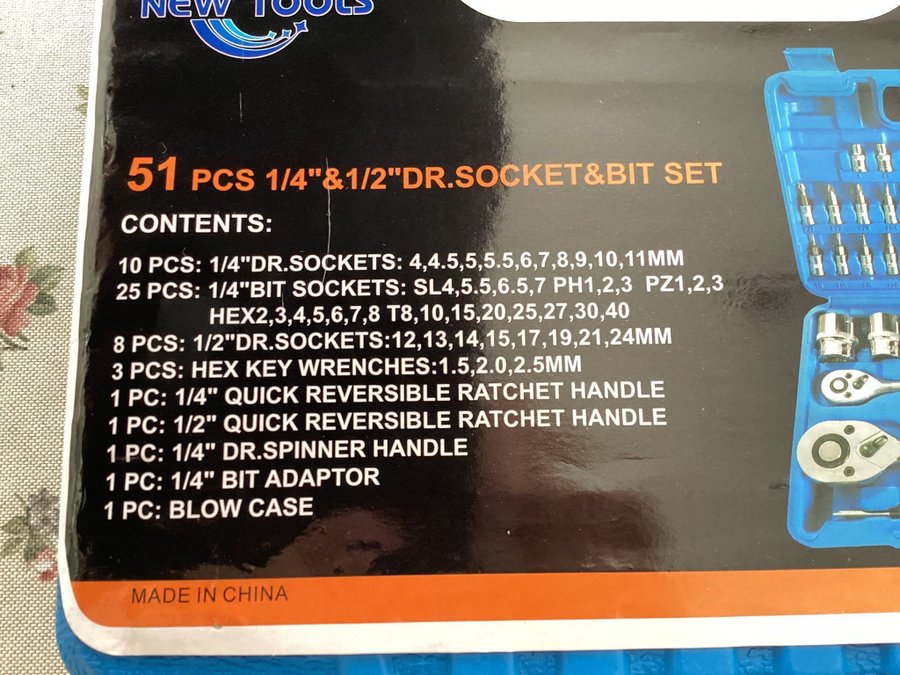 NEW TOOLS
51 PCS 1/4"&1/2"DR.SOCKET&BIT SET
CONTENTS:
10 PCS: 1/4"DR.SOCKETS: 4,4.5,5,5.5,6,7,8,9,10,11MM
25 PCS: 1/4"BIT SOCKETS: SL4,5.5,6.5,7 PH1,2,3 PZ1,2,3
HEX2,3,4,5,6,7,8 T8,10,15,20,25,27,30,40
8 PCS: 1/2"DR.SOCKETS:12,13,14,15,17,19,21,24MM
3 PCS: HEX KEY WRENCHES:1.5,2.0,2.5MM
1 PC: 1/4" QUICK REVERSIBLE RATCHET HANDLE
1 PC: 1/2" QUICK REVERSIBLE RATCHET HANDLE
1 PC: 1/4" DR.SPINNER HANDLE
1 PC: 1/4" BIT ADAPTOR
1 PC: BLOW CASE
MADE IN CHINA